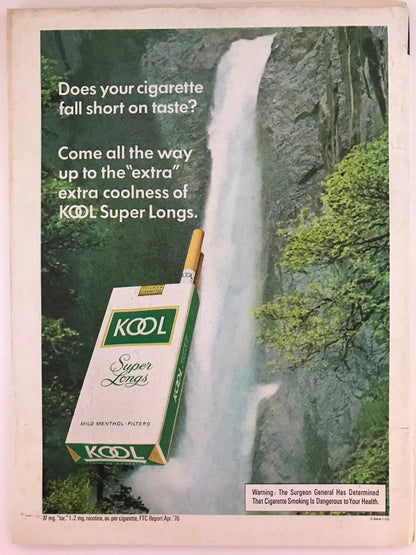 Does your cigarette
fall short on taste?
Come all the way
up to the "extra"
extra coolness of
KOOL Super Longs.
KOOL
Super
Longs
MILD MENTHOL · FILTERS
KOOL
KOOL
Warning: The Surgeon General Has Determined
That Cigarette Smoking Is Dangerous to Your Health.
mg. "tar," 1.2 mg. nicotine, av. per cigarette, FTC Report Apr. '76